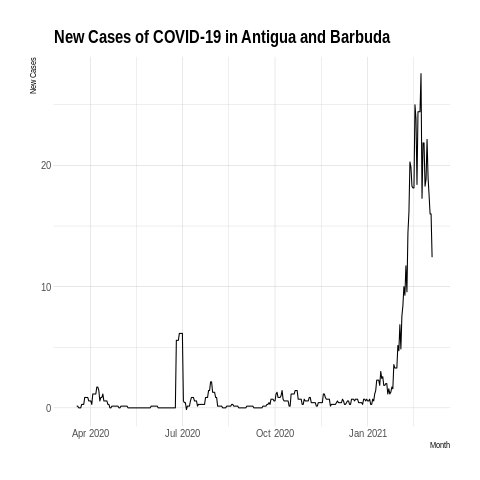 New Cases of COVID-19 in Antigua and Barbuda
New Cases
20
10
0
Apr 2020 Jul 2020 Oct 2020 Jan 2021
Month